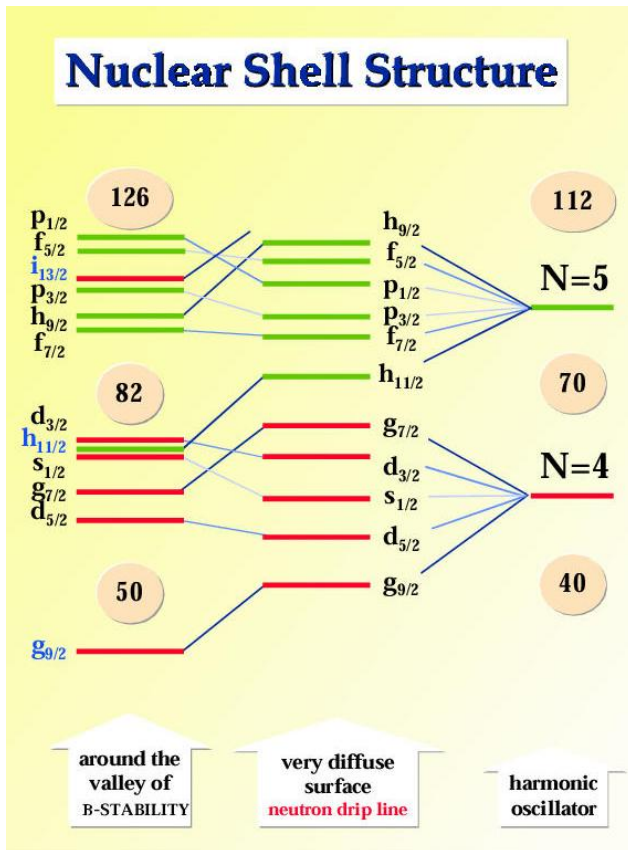 Nuclear Shell Structure
126
p1/2
f5/2
i13/2
p3/2
h9/2
f7/2
82
d3/2
h11/2
s1/2
g7/2
d5/2
50
g9/2
around the
valley of
B-STABILITY
h9/2
f5/2
p1/2
p3/2
f7/2
h11/2
g7/2
d3/2
s1/2
d5/2
g9/2
very diffuse
surface
neutron drip line
112
N=5
70
N=4
40
harmonic
oscillator